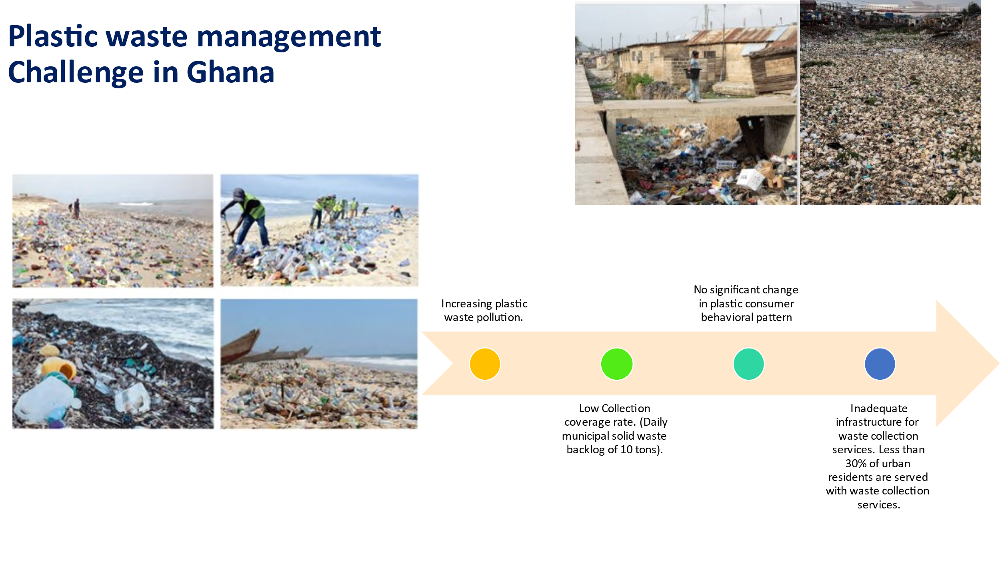 Plastic waste management
Challenge in Ghana
Increasing plastic
waste pollution.
Low Collection
coverage rate. (Daily
municipal solid waste
backlog of 10 tons).
No significant change
in plastic consumer
behavioral pattern
Inadequate
infrastructure for
waste collection
services. Less than
30% of urban
residents are served
with waste collection
services.